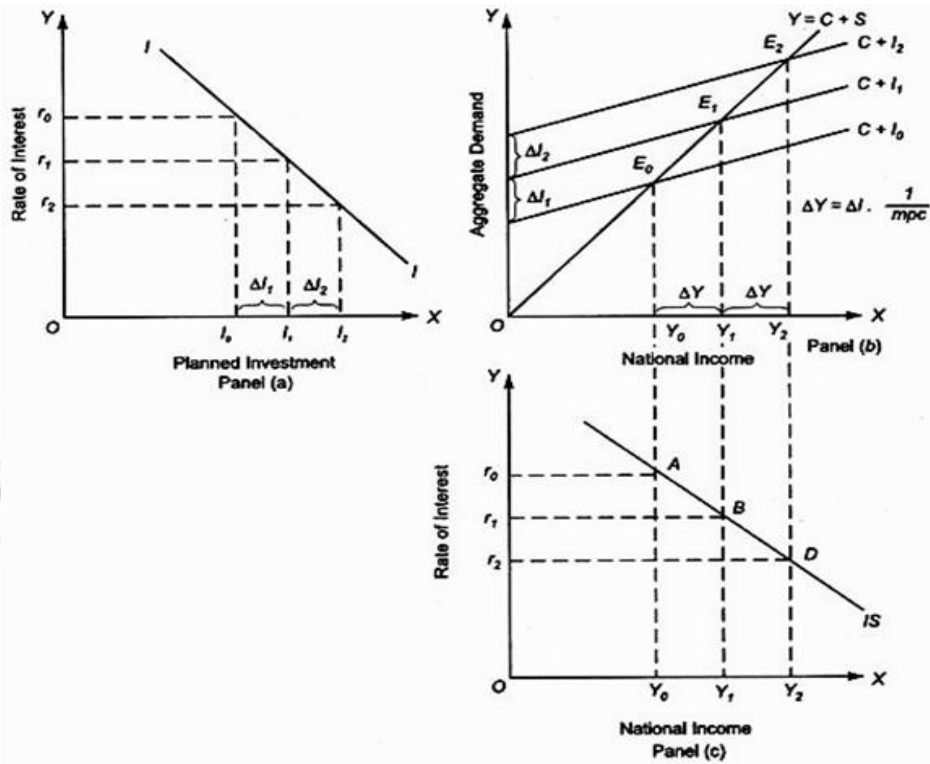 Y
I
Rate of Interest
r0
r1
r2
I
ΔI1 ΔI2
O
I0 I1 I2
X
Planned Investment
Panel (a)
Y
Y = C + S
E2
C + I2
E1
C + I1
E0
C + I0
Aggregate Demand
ΔI2
ΔI1
ΔY = ΔI . 1/mpc
ΔY ΔY
O
Y0 Y1 Y2
X
National Income
Panel (b)
Y
Rate of Interest
r0
A
r1
B
r2
D
IS
O
Y0 Y1 Y2
X
National Income
Panel (c)